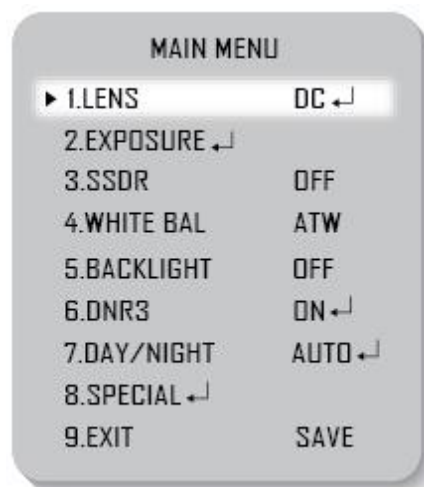 MAIN MENU
▶ 1.LENS DC ↵
2.EXPOSURE ↵
3.SSDR OFF
4.WHITE BAL ATW
5.BACKLIGHT OFF
6.DNR3 ON ↵
7.DAY/NIGHT AUTO ↵
8.SPECIAL ↵
9.EXIT SAVE